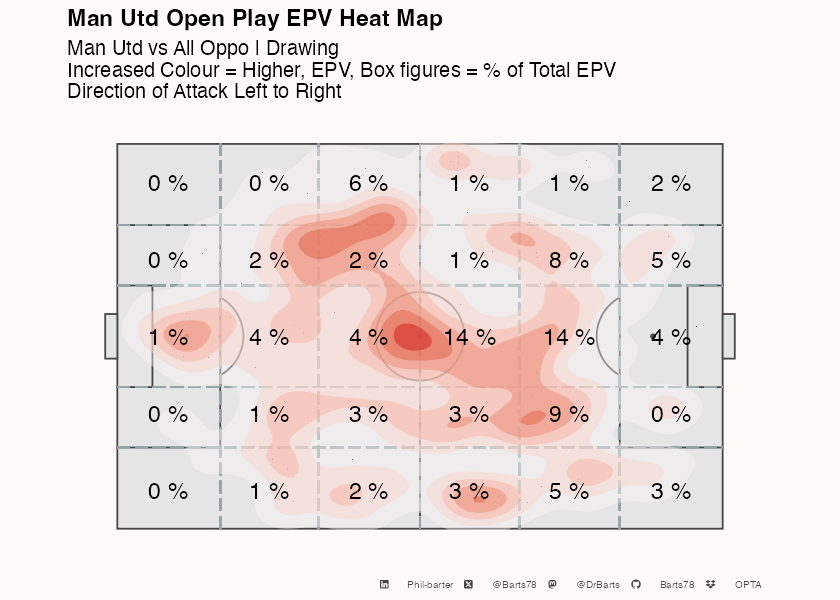 Man Utd Open Play EPV Heat Map
Man Utd vs All Oppo | Drawing
Increased Colour = Higher, EPV, Box figures = % of Total EPV
Direction of Attack Left to Right
0 % 0 % 6 % 1 % 1 % 2 %
0 % 2 % 2 % 1 % 8 % 5 %
1 % 4 % 4 % 14 % 14 % 4 %
0 % 1 % 3 % 3 % 9 % 0 %
0 % 1 % 2 % 3 % 5 % 3 %
Phil-barter @Barts78 @DrBarts Barts78 OPTA